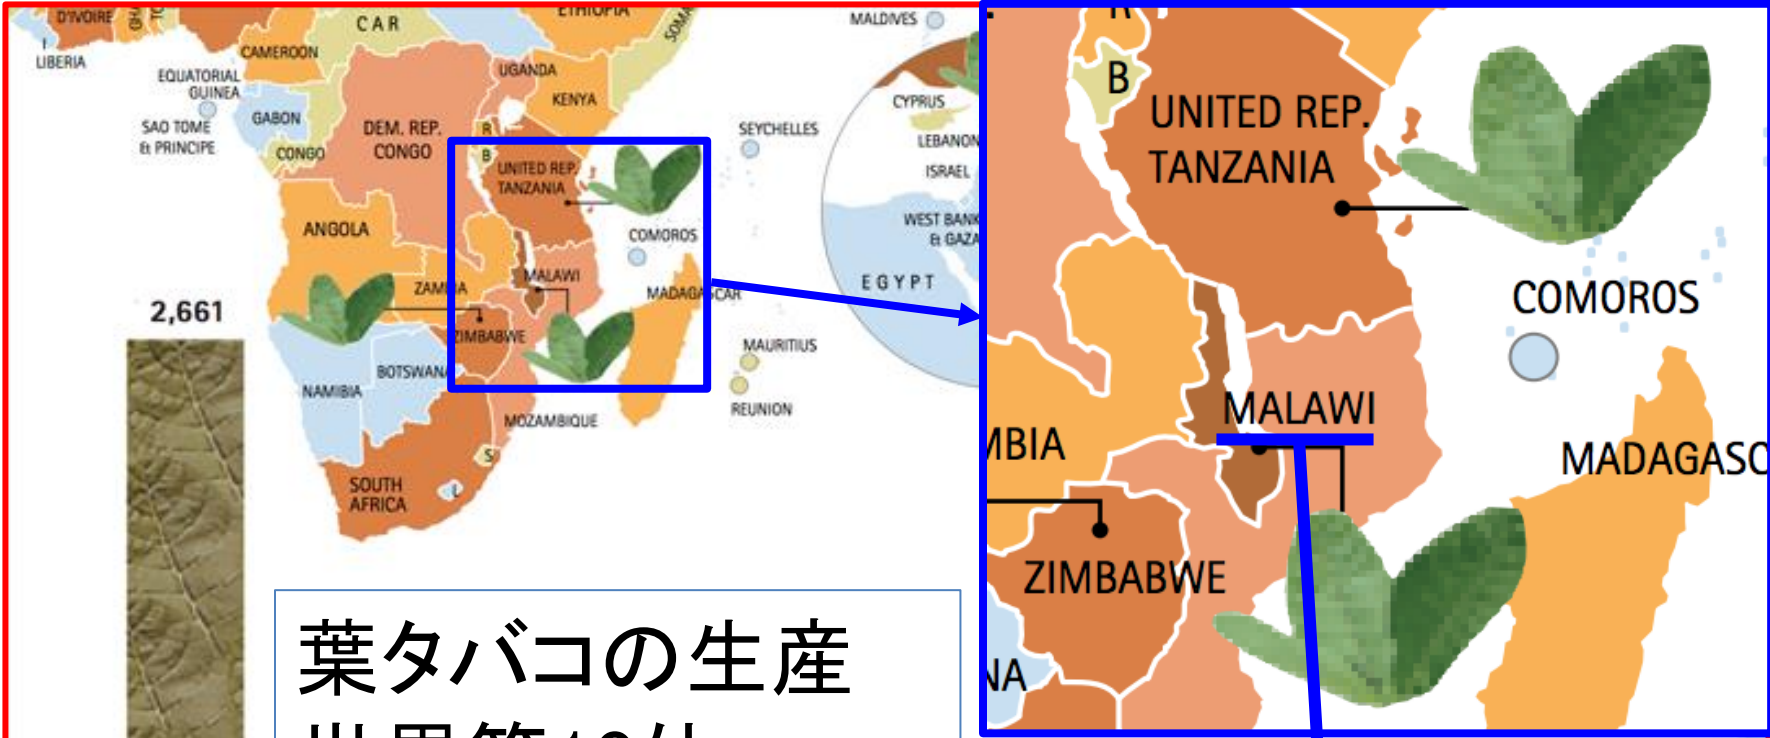 D'IVOIRE
LIBERIA
CAR
ETHIOPIA
CAMEROON
EQUATORIAL
GUINEA
GABON
SAO TOME
& PRINCIPE
CONGO
DEM. REP.
CONGO
UGANDA
KENYA
R
B
UNITED REP.
TANZANIA
SEYCHELLES
MALDIVES
CYPRUS
LEBANON
ISRAEL
WEST BANK
& GAZA
EGYPT
ANGOLA
COMOROS
MALAWI
ZAMBIA
MADAGASCAR
ZIMBABWE
MAURITIUS
REUNION
NAMIBIA
BOTSWANA
MOZAMBIQUE
S
L
SOUTH
AFRICA
2,661
葉タバコの生産
B
UNITED REP.
TANZANIA
COMOROS
MALAWI
MBIA
MADAGASC
ZIMBABWE
NA